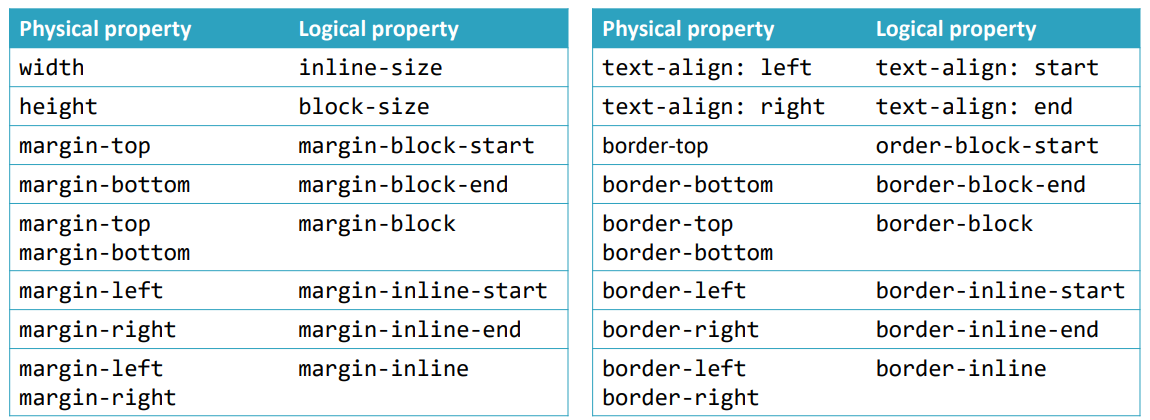 Physical property Logical property
width inline-size
height block-size
margin-top margin-block-start
margin-bottom margin-block-end
margin-top margin-block
margin-bottom
margin-left margin-inline-start
margin-right margin-inline-end
margin-left margin-inline
margin-right
Physical property Logical property
text-align: left text-align: start
text-align: right text-align: end
border-top order-block-start
border-bottom border-block-end
border-top border-block
border-bottom
border-left border-inline-start
border-right border-inline-end
border-left border-inline
border-right